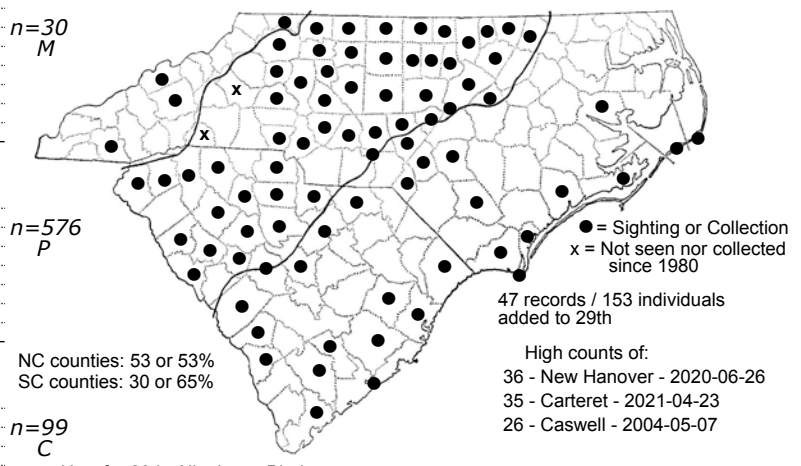 n=30
M
x
x
n=576
P
● = Sighting or Collection
x = Not seen nor collected
since 1980
47 records / 153 individuals
added to 29th
NC counties: 53 or 53%
SC counties: 30 or 65%
High counts of:
36 - New Hanover - 2020-06-26
35 - Carteret - 2021-04-23
26 - Caswell - 2004-05-07
n=99
C